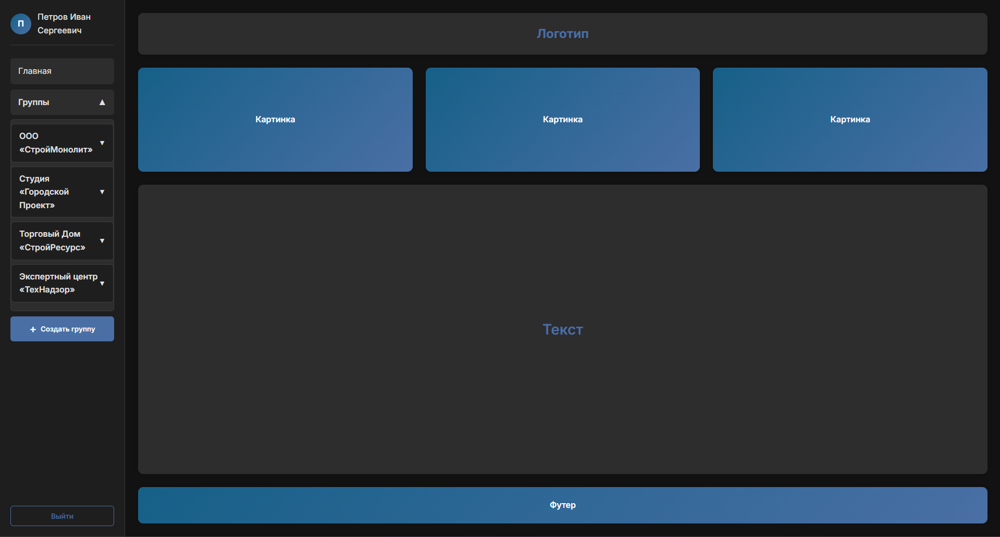 П
Петров Иван
Сергеевич
Главная
Группы ▲
ООО
«СтройМонолит» ▼
Студия
«Городской
Проект» ▼
Торговый Дом
«СтройРесурс» ▼
Экспертный центр
«ТехНадзор» ▼
+ Создать группу
Выйти
Логотип
Картинка
Картинка
Картинка
Текст
Футер